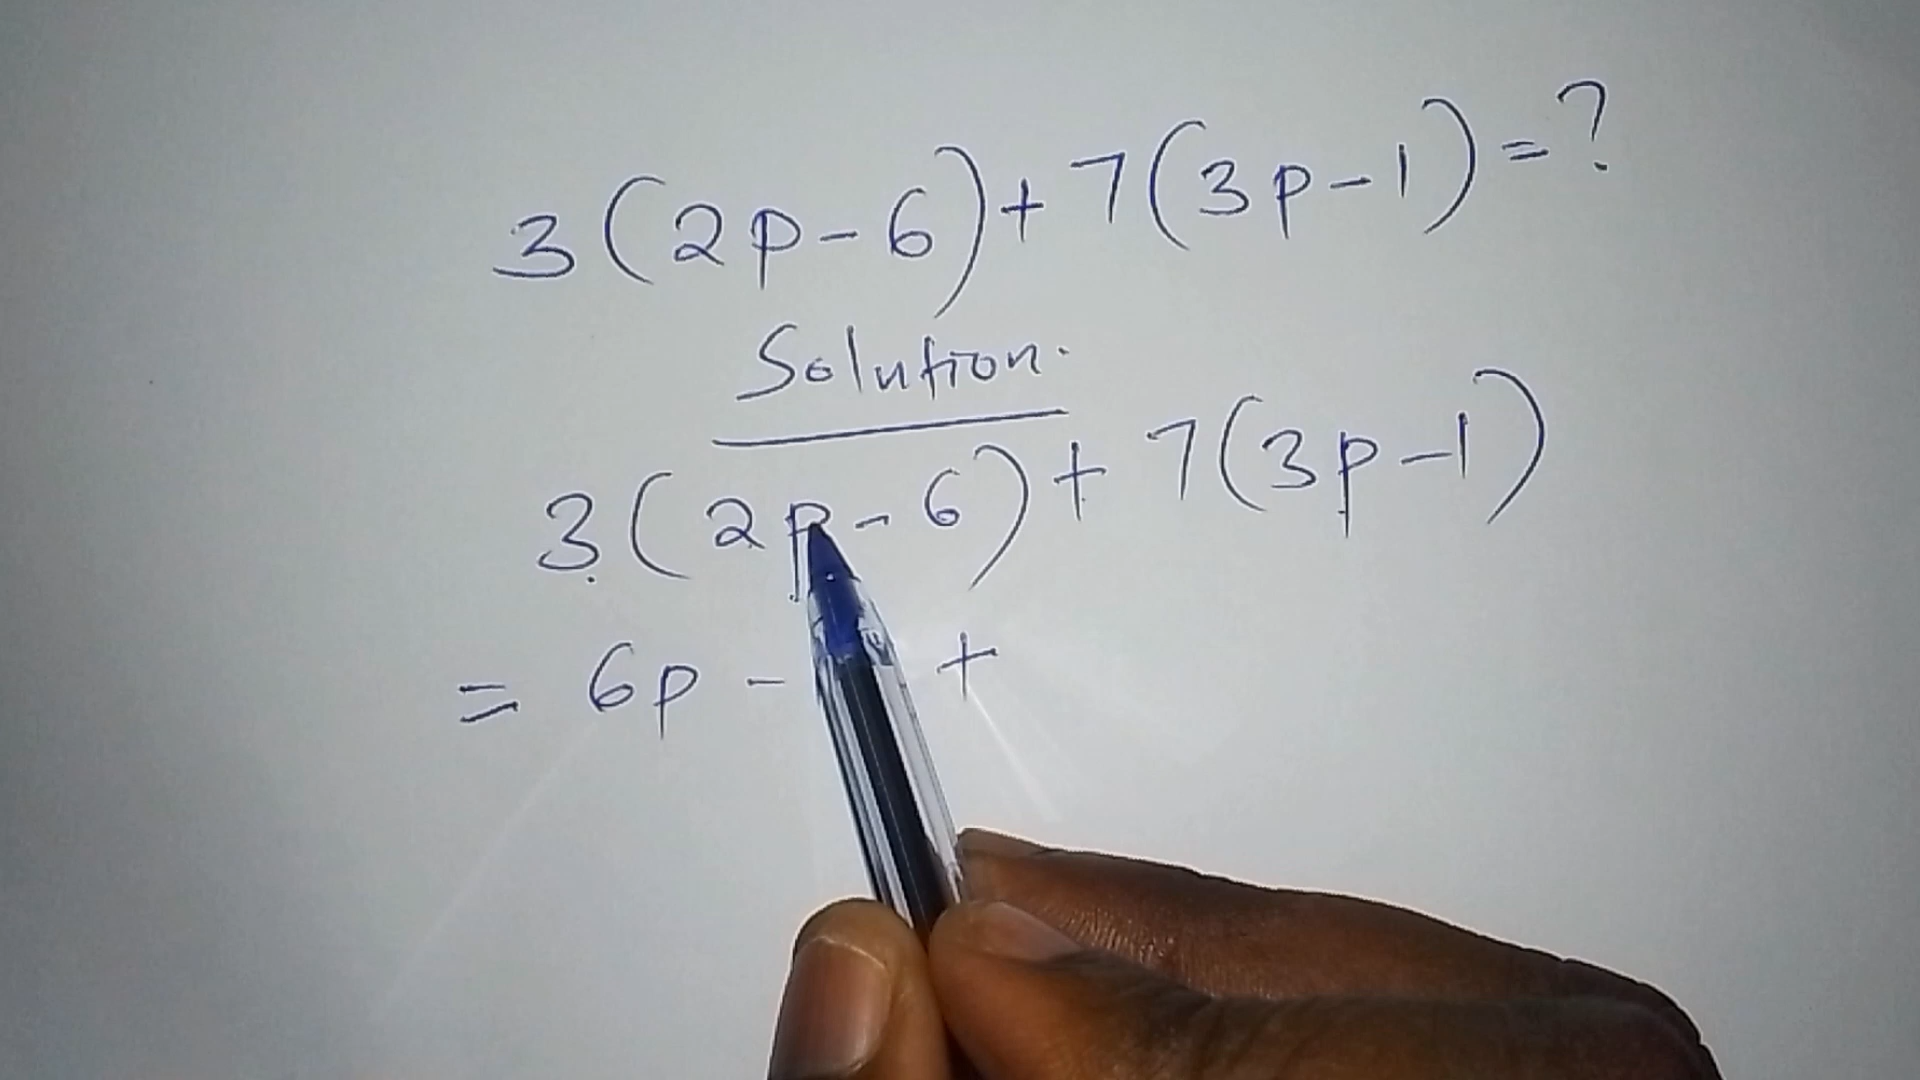 3(2p-6)+7(3p-1)=?
Solution.
3(2p-6)+7(3p-1)
= 6p - +